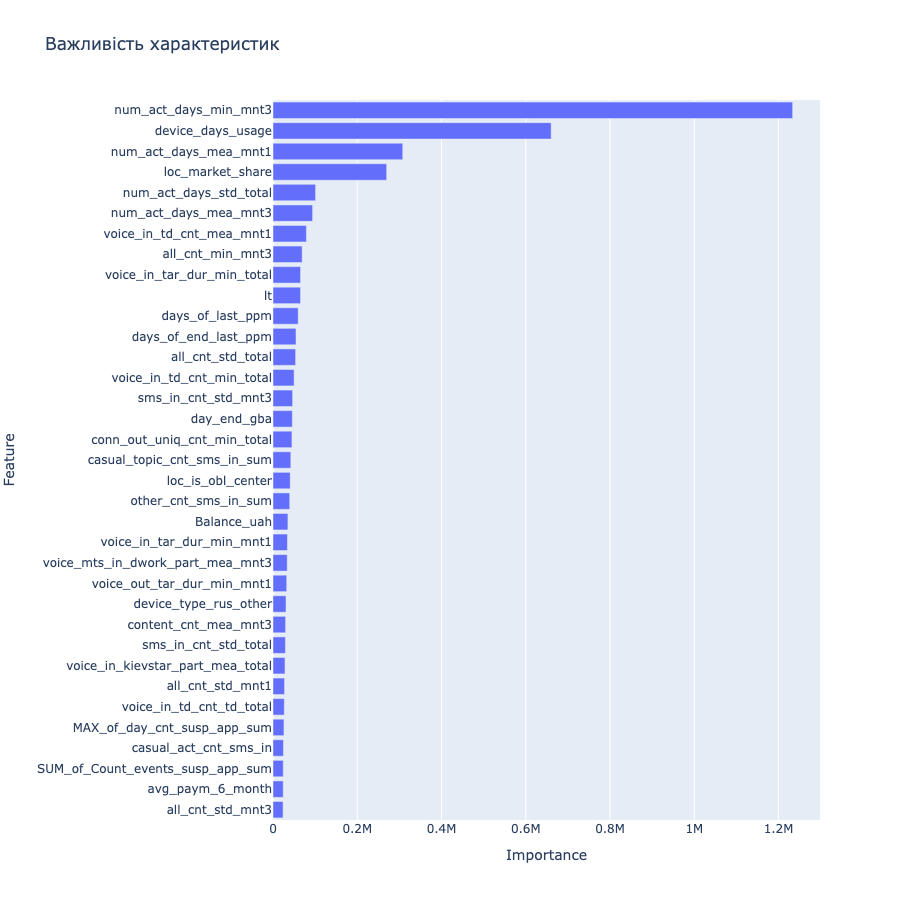 Важливість характеристик
num_act_days_min_mnt3
device_days_usage
num_act_days_mea_mnt1
loc_market_share
num_act_days_std_total
num_act_days_mea_mnt3
voice_in_td_cnt_mea_mnt1
all_cnt_min_mnt3
voice_in_tar_dur_min_total
lt
days_of_last_ppm
days_of_end_last_ppm
all_cnt_std_total
voice_in_td_cnt_min_total
sms_in_cnt_std_mnt3
day_end_gba
conn_out_uniq_cnt_min_total
casual_topic_cnt_sms_in_sum
loc_is_obl_center
other_cnt_sms_in_sum
Balance_uah
voice_in_tar_dur_min_mnt1
voice_mts_in_dwork_part_mea_mnt3
voice_out_tar_dur_min_mnt1
device_type_rus_other
content_cnt_mea_mnt3
sms_in_cnt_std_total
voice_in_kievstar_part_mea_total
all_cnt_std_mnt1
voice_in_td_cnt_td_total
MAX_of_day_cnt_susp_app_sum
casual_act_cnt_sms_in
SUM_of_Count_events_susp_app_sum
avg_paym_6_month
all_cnt_std_mnt3
Feature
0 0.2M 0.4M 0.6M 0.8M 1M 1.2M
Importance